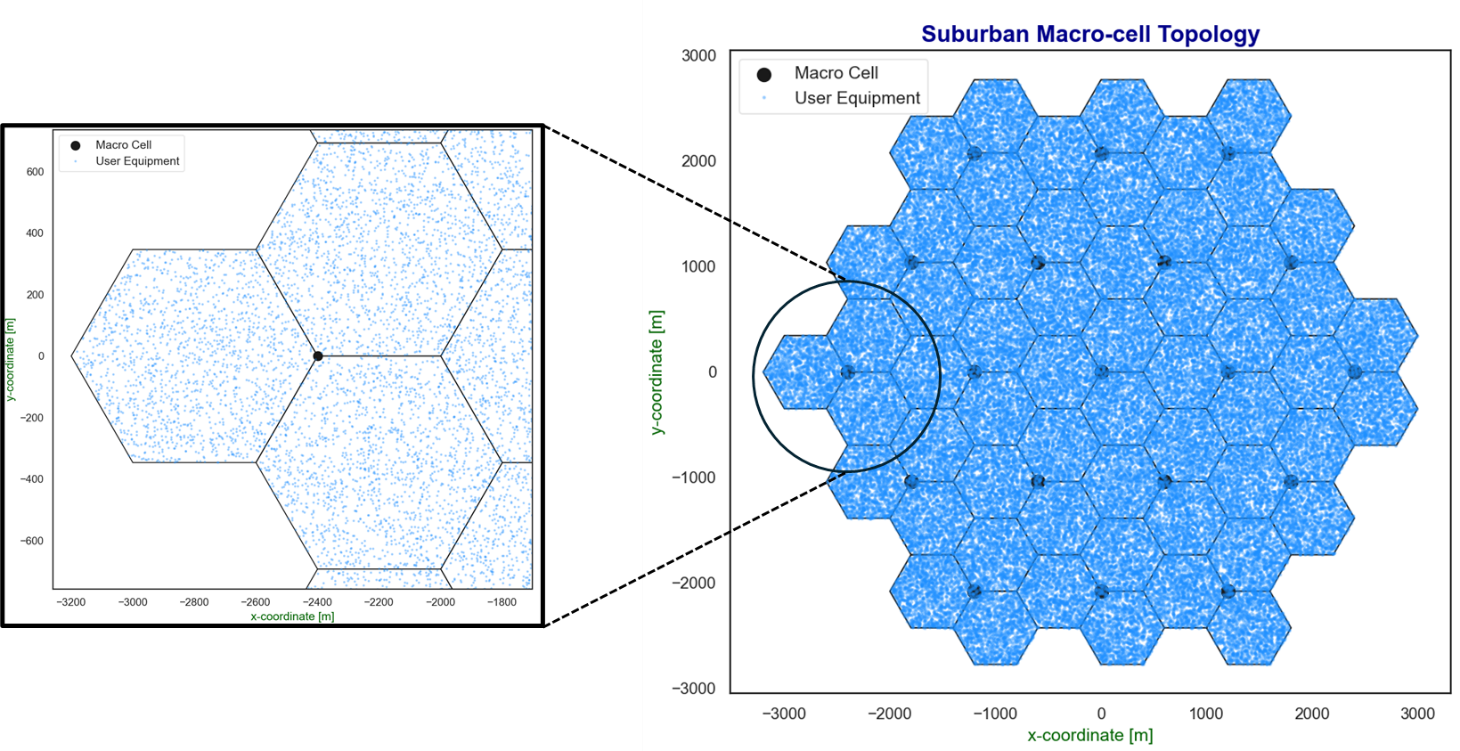 Macro Cell
User Equipment
600
400
200
0
−200
−400
−600
y-coordinate [m]
−3200 −3000 −2800 −2600 −2400 −2200 −2000 −1800
x-coordinate [m]
Suburban Macro-cell Topology
Macro Cell
User Equipment
3000
2000
1000
0
−1000
−2000
−3000
y-coordinate [m]
−3000 −2000 −1000 0 1000 2000 3000
x-coordinate [m]